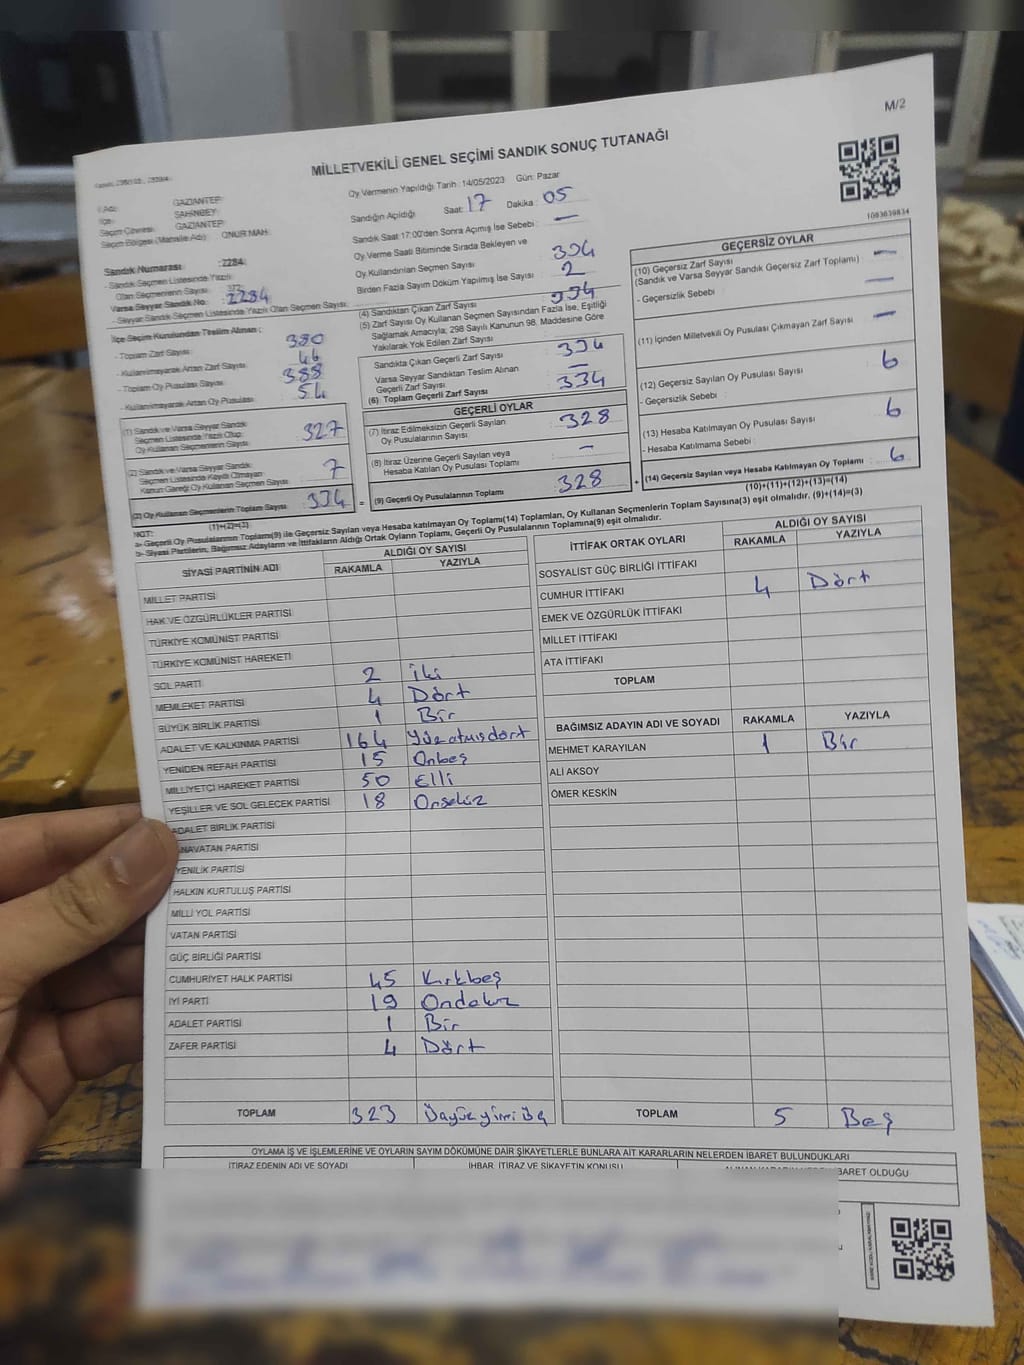 M/2
MİLLETVEKİLİ GENEL SEÇİMİ SANDIK SONUÇ TUTANAĞI
1083639834
İli Adı: GAZİANTEP
İlçe: ŞAHİNBEY
Seçim Çevresi: GAZİANTEP
Seçim Bölgesi (Mahalle Adı): ONUR MAH.
Sandık Numarası :2284
- Sandık Seçmen Listesinde Yazılı
Olan Seçmenlerin Sayısı: 373
Varsa Seyyar Sandık No: 2284
- Seyyar Sandık Seçmen Listesinde Yazılı Olan Seçmen Sayısı:
İlçe Seçim Kurulundan Teslim Alınan;
- Toplam Zarf Sayısı: 380
- Kullanılmayarak Artan Zarf Sayısı: 46
- Toplam Oy Pusulası Sayısı: 388
- Kullanılmayarak Artan Oy Pusulası: 54
(1) Sandık ve Varsa Seyyar Sandık
Seçmen Listesinde Yazılı Olup
Oy Kullanan Seçmenlerin Sayısı: 327
(2) Sandık ve Varsa Seyyar Sandık
Seçmen Listesinde Kaydı Olmayan
Kanun Gereği Oy Kullanan Seçmen Sayısı: 7
(3) Oy Kullanan Seçmenlerin Toplam Sayısı: 334
(1)+(2)=(3)
Oy Vermenin Yapıldığı Tarih :14/05/2023 Gün: Pazar
Sandığın Açıldığı Saat: 17 Dakika : 05
Sandık Saat 17:00'den Sonra Açılmış İse Sebebi : —
Oy Verme Saati Bitiminde Sırada Bekleyen ve
Oy Kullandırılan Seçmen Sayısı : 334
Birden Fazla Sayım Döküm Yapılmış İse Sayısı : 2
(4) Sandıktan Çıkan Zarf Sayısı : 334
(5) Zarf Sayısı Oy Kullanan Seçmen Sayısından Fazla İse, Eşitliği
Sağlamak Amacıyla; 298 Sayılı Kanunun 98. Maddesine Göre
Yakılarak Yok Edilen Zarf Sayısı :
Sandıkta Çıkan Geçerli Zarf Sayısı : 334
Varsa Seyyar Sandıktan Teslim Alınan
Geçerli Zarf Sayısı : —
(6) Toplam Geçerli Zarf Sayısı : 334
GEÇERLİ OYLAR
(7) İtiraz Edilmeksizin Geçerli Sayılan
Oy Pusulalarının Sayısı : 328
(8) İtiraz Üzerine Geçerli Sayılan veya
Hesaba Katılan Oy Pusulası Toplamı : —
(9) Geçerli Oy Pusulalarının Toplamı : 328
GEÇERSİZ OYLAR
(10) Geçersiz Zarf Sayısı
(Sandık ve Varsa Seyyar Sandık Geçersiz Zarf Toplamı) : —
- Geçersizlik Sebebi : —
(11) İçinden Milletvekili Oy Pusulası Çıkmayan Zarf Sayısı : —
(12) Geçersiz Sayılan Oy Pusulası Sayısı : 6
- Geçersizlik Sebebi :
(13) Hesaba Katılmayan Oy Pusulası Sayısı : 6
- Hesaba Katılmama Sebebi :
(14) Geçersiz Sayılan veya Hesaba Katılmayan Oy Toplamı : 6
(10)+(11)+(12)+(13)=(14)
NOT:
a- Geçerli Oy Pusulalarının Toplamı(9) ile Geçersiz Sayılan veya Hesaba katılmayan Oy Toplamı(14) Toplamları, Oy Kullanan Seçmenlerin Toplam Sayısına(3) eşit olmalıdır. (9)+(14)=(3)
b- Siyasi Partilerin, Bağımsız Adayların ve İttifakların Aldığı Ortak Oyların Toplamı, Geçerli Oy Pusulalarının Toplamına(9) eşit olmalıdır.
SİYASİ PARTİNİN ADI ALDIĞI OY SAYISI
RAKAMLA YAZIYLA
MİLLET PARTİSİ
HAK VE ÖZGÜRLÜKLER PARTİSİ
TÜRKİYE KOMÜNİST PARTİSİ
TÜRKİYE KOMÜNİST HAREKETİ
SOL PARTİ 2 İki
MEMLEKET PARTİSİ 4 Dört
BÜYÜK BİRLİK PARTİSİ 1 Bir
ADALET VE KALKINMA PARTİSİ 164 Yüzatmışdört
YENİDEN REFAH PARTİSİ 15 Onbeş
MİLLİYETÇİ HAREKET PARTİSİ 50 Elli
YEŞİLLER VE SOL GELECEK PARTİSİ 18 Onsekiz
ADALET BİRLİK PARTİSİ
ANAVATAN PARTİSİ
YENİLİK PARTİSİ
HALKIN KURTULUŞ PARTİSİ
MİLLİ YOL PARTİSİ
VATAN PARTİSİ
GÜÇ BİRLİĞİ PARTİSİ
CUMHURİYET HALK PARTİSİ 45 Kırkbeş
İYİ PARTİ 19 Ondokuz
ADALET PARTİSİ 1 Bir
ZAFER PARTİSİ 4 Dört
TOPLAM 323 Üçyüzyirmi üç
İTTİFAK ORTAK OYLARI ALDIĞI OY SAYISI
RAKAMLA YAZIYLA
SOSYALİST GÜÇ BİRLİĞİ İTTİFAKI
CUMHUR İTTİFAKI 4 Dört
EMEK VE ÖZGÜRLÜK İTTİFAKI
MİLLET İTTİFAKI
ATA İTTİFAKI
TOPLAM
BAĞIMSIZ ADAYIN ADI VE SOYADI RAKAMLA YAZIYLA
MEHMET KARAYILAN 1 Bir
ALİ AKSOY
ÖMER KESKİN
TOPLAM 5 Beş
OYLAMA İŞ VE İŞLEMLERİNE VE OYLARIN SAYIM DÖKÜMÜNE DAİR ŞİKAYETLERLE BUNLARA AİT KARARLARIN NELERDEN İBARET BULUNDUKLARI
İTİRAZ EDENİN ADI VE SOYADI İHBAR, İTİRAZ VE ŞİKAYETİN KONUSU